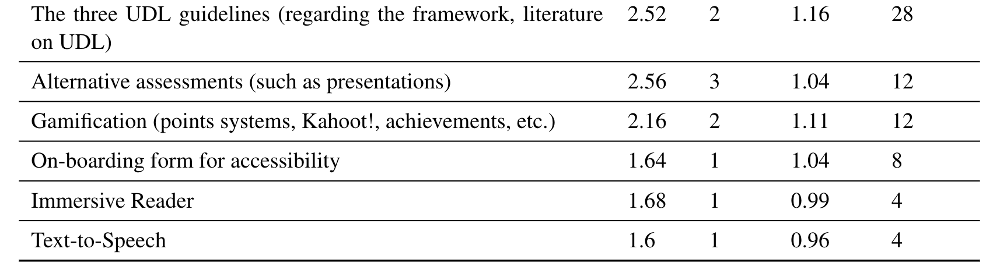 The three UDL guidelines (regarding the framework, literature 2.52 2 1.16 28
on UDL)
Alternative assessments (such as presentations) 2.56 3 1.04 12
Gamification (points systems, Kahoot!, achievements, etc.) 2.16 2 1.11 12
On-boarding form for accessibility 1.64 1 1.04 8
Immersive Reader 1.68 1 0.99 4
Text-to-Speech 1.6 1 0.96 4